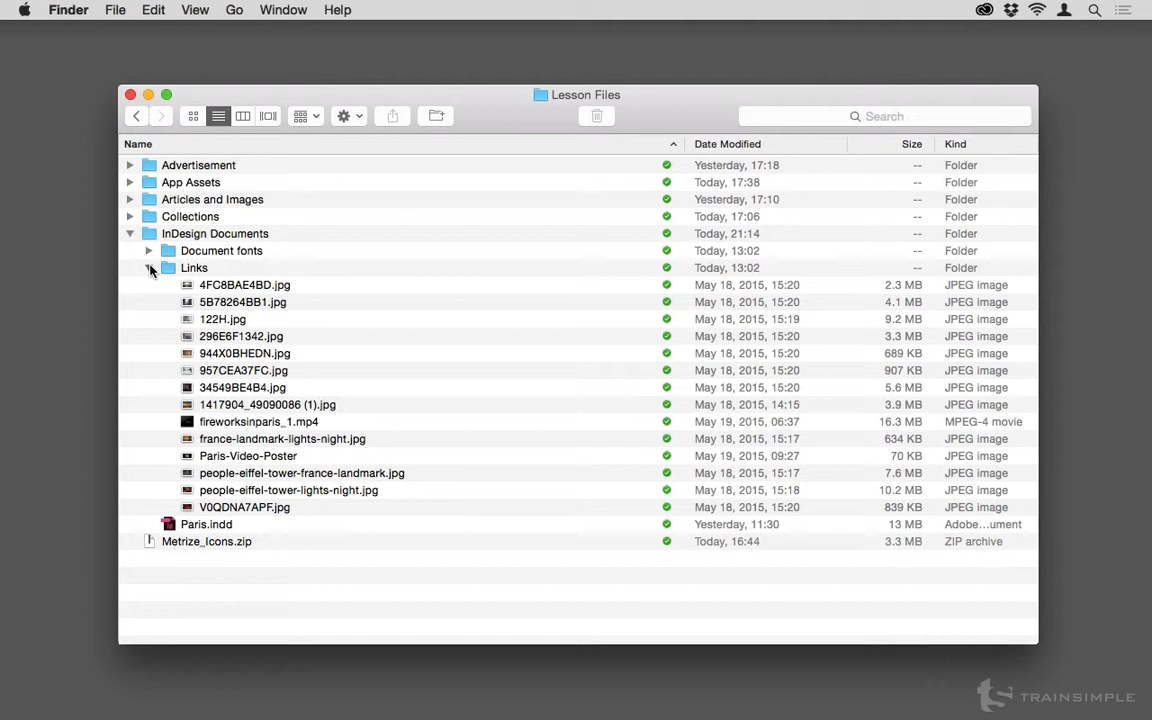 Finder File Edit View Go Window Help
Lesson Files
Search
Name Date Modified Size Kind
Advertisement Yesterday, 17:18 -- Folder
App Assets Today, 17:38 -- Folder
Articles and Images Yesterday, 17:10 -- Folder
Collections Today, 17:06 -- Folder
InDesign Documents Today, 21:14 -- Folder
Document fonts Today, 13:02 -- Folder
Links Today, 13:02 -- Folder
4FC8BAE4BD.jpg May 18, 2015, 15:20 2.3 MB JPEG image
5B78264BB1.jpg May 18, 2015, 15:20 4.1 MB JPEG image
122H.jpg May 18, 2015, 15:19 9.2 MB JPEG image
296E6F1342.jpg May 18, 2015, 15:20 3.3 MB JPEG image
944X0BHEDN.jpg May 18, 2015, 15:20 689 KB JPEG image
957CEA37FC.jpg May 18, 2015, 15:20 907 KB JPEG image
34549BE4B4.jpg May 18, 2015, 15:20 5.6 MB JPEG image
1417904_49090086 (1).jpg May 18, 2015, 14:15 3.9 MB JPEG image
fireworksinparis_1.mp4 May 19, 2015, 06:37 16.3 MB MPEG-4 movie
france-landmark-lights-night.jpg May 18, 2015, 15:17 634 KB JPEG image
Paris-Video-Poster May 19, 2015, 09:27 70 KB JPEG image
people-eiffel-tower-france-landmark.jpg May 18, 2015, 15:17 7.6 MB JPEG image
people-eiffel-tower-lights-night.jpg May 18, 2015, 15:18 10.2 MB JPEG image
V0QDNA7APF.jpg May 18, 2015, 15:20 839 KB JPEG image
Paris.indd Yesterday, 11:30 13 MB Adobe...ument
Metrize_Icons.zip Today, 16:44 3.3 MB ZIP archive
ts TRAINSIMPLE